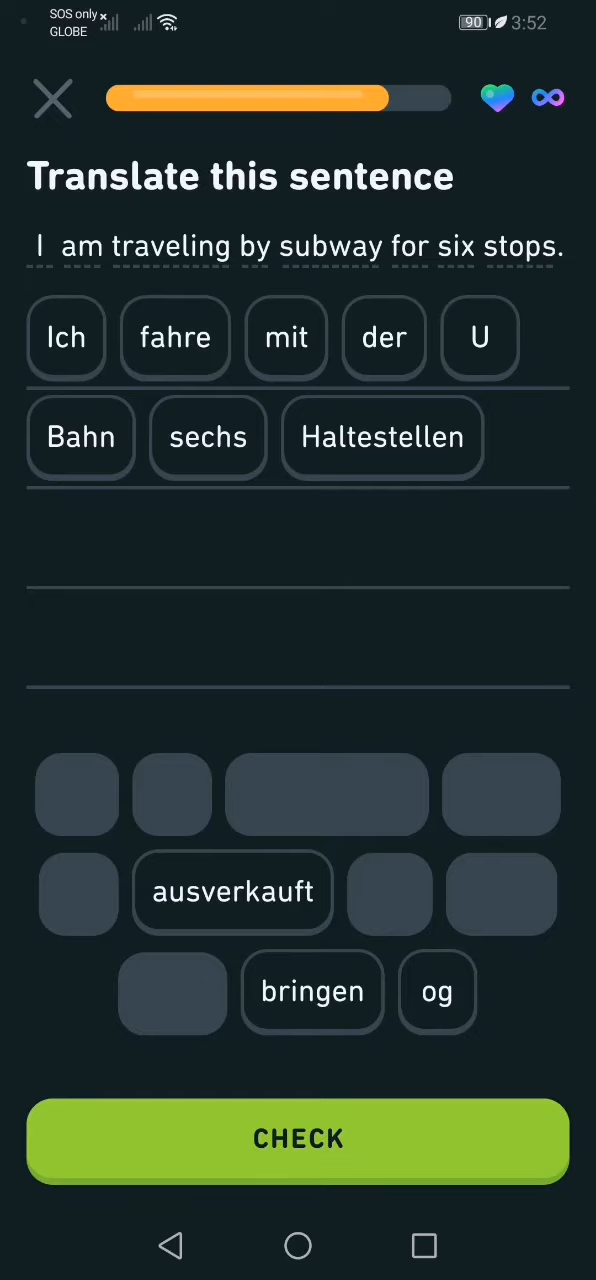 SOS only
GLOBE
90 3:52
Translate this sentence
I am traveling by subway for six stops.
Ich fahre mit der U
Bahn sechs Haltestellen
ausverkauft
bringen og
CHECK